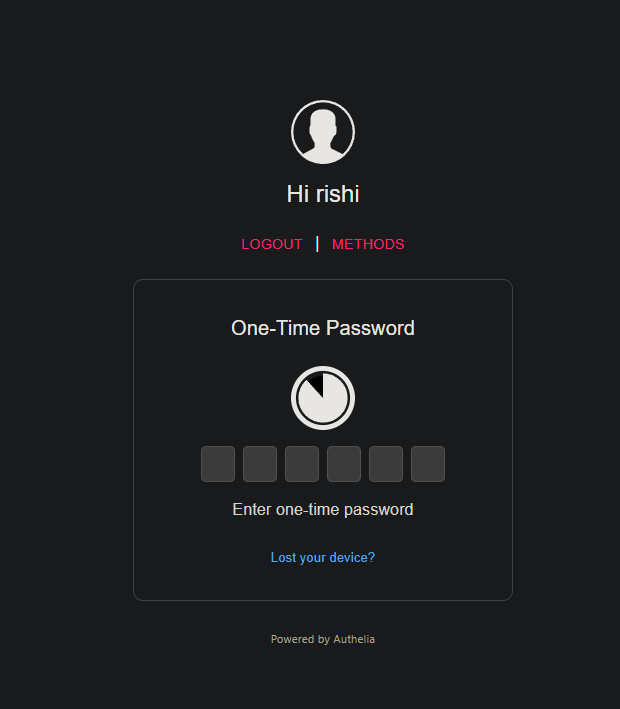 Hi rishi
LOGOUT | METHODS
One-Time Password
Enter one-time password
Lost your device?
Powered by Authelia